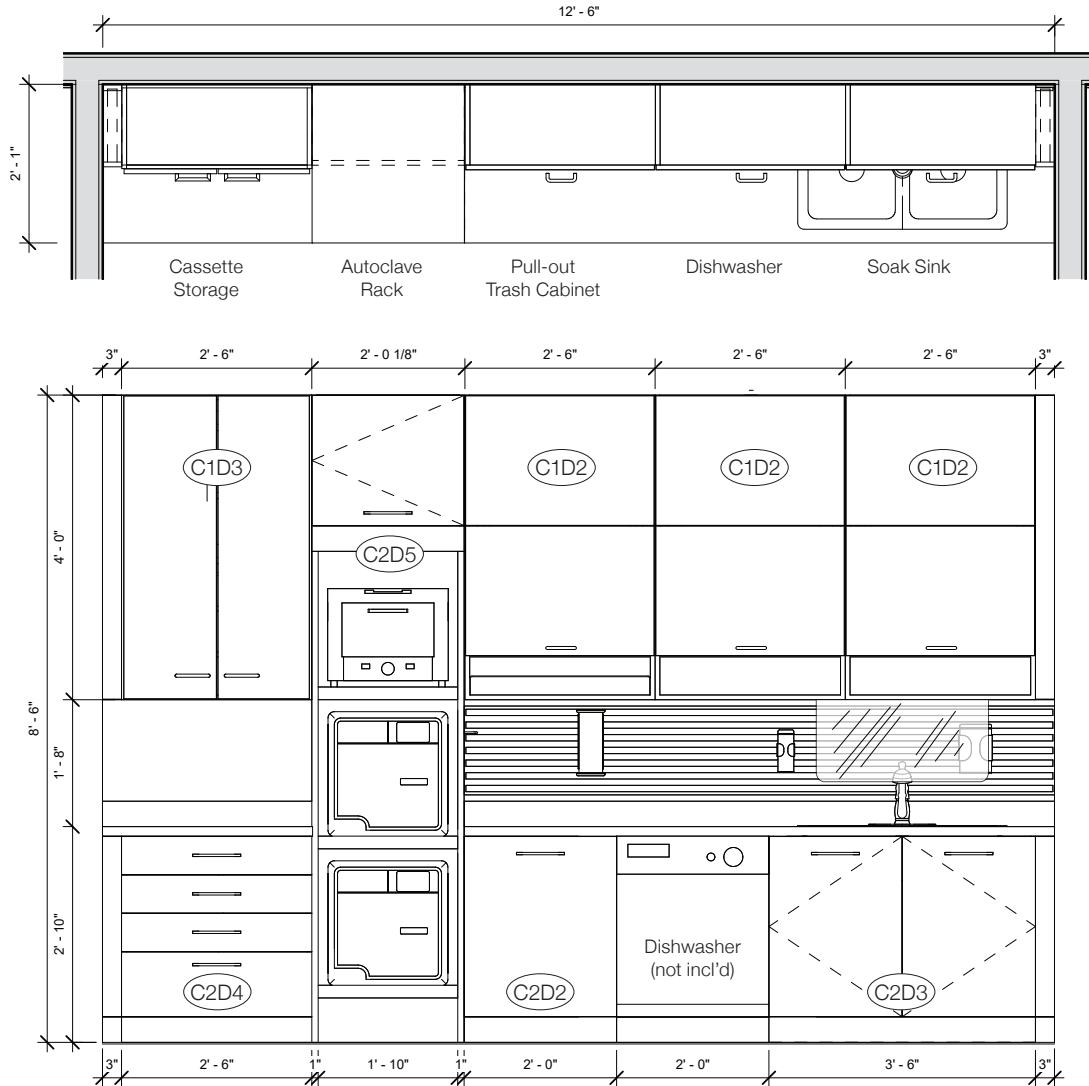 12' - 6"
2' - 1"
Cassette
Storage
Autoclave
Rack
Pull-out
Trash Cabinet
Dishwasher
Soak Sink
3"
2' - 6"
2' - 0 1/8"
2' - 6"
2' - 6"
2' - 6"
3"
C1D3
C1D2
C1D2
C1D2
C2D5
4' - 0"
8' - 6"
1' - 8"
2' - 10"
Dishwasher
(not incl'd)
C2D4
C2D2
C2D3
3"
2' - 6"
1"
1' - 10"
1"
2' - 0"
2' - 0"
3' - 6"
3"